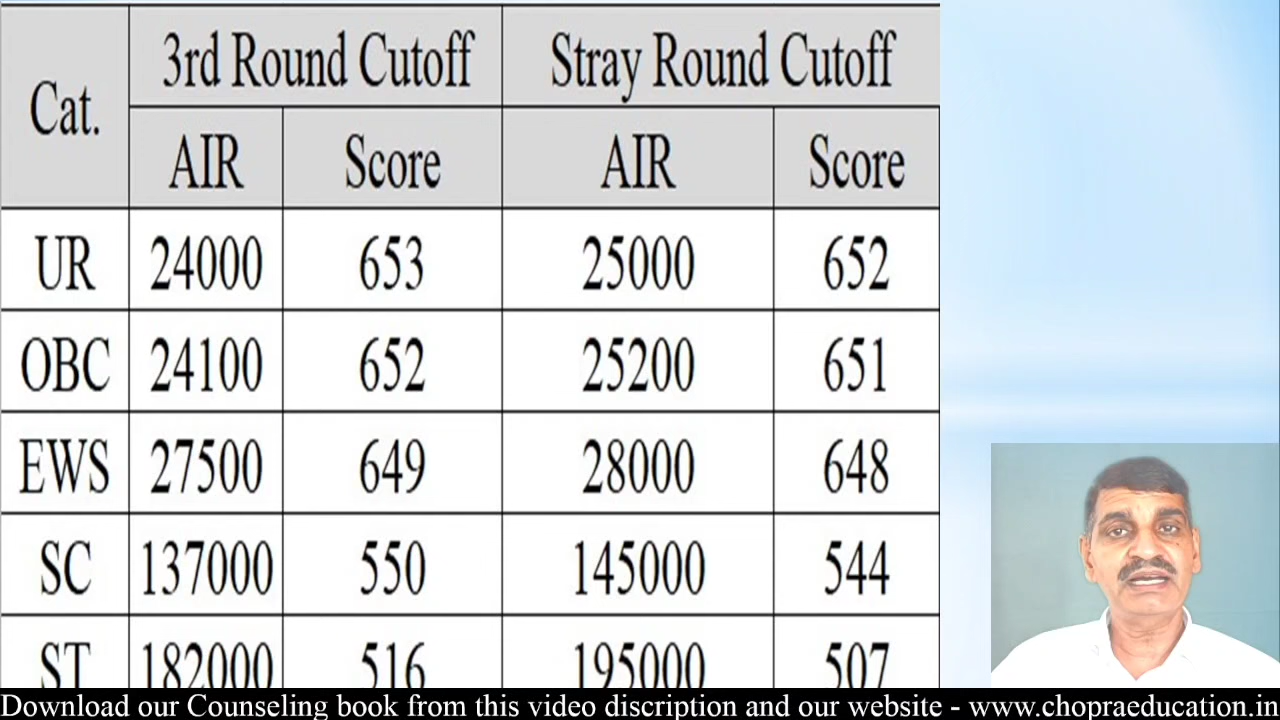 Cat. 3rd Round Cutoff Stray Round Cutoff
AIR Score AIR Score
UR 24000 653 25000 652
OBC 24100 652 25200 651
EWS 27500 649 28000 648
SC 137000 550 145000 544
ST 182000 516 195000 507
Download our Counseling book from this video discription and our website - www.chopraeducation.in